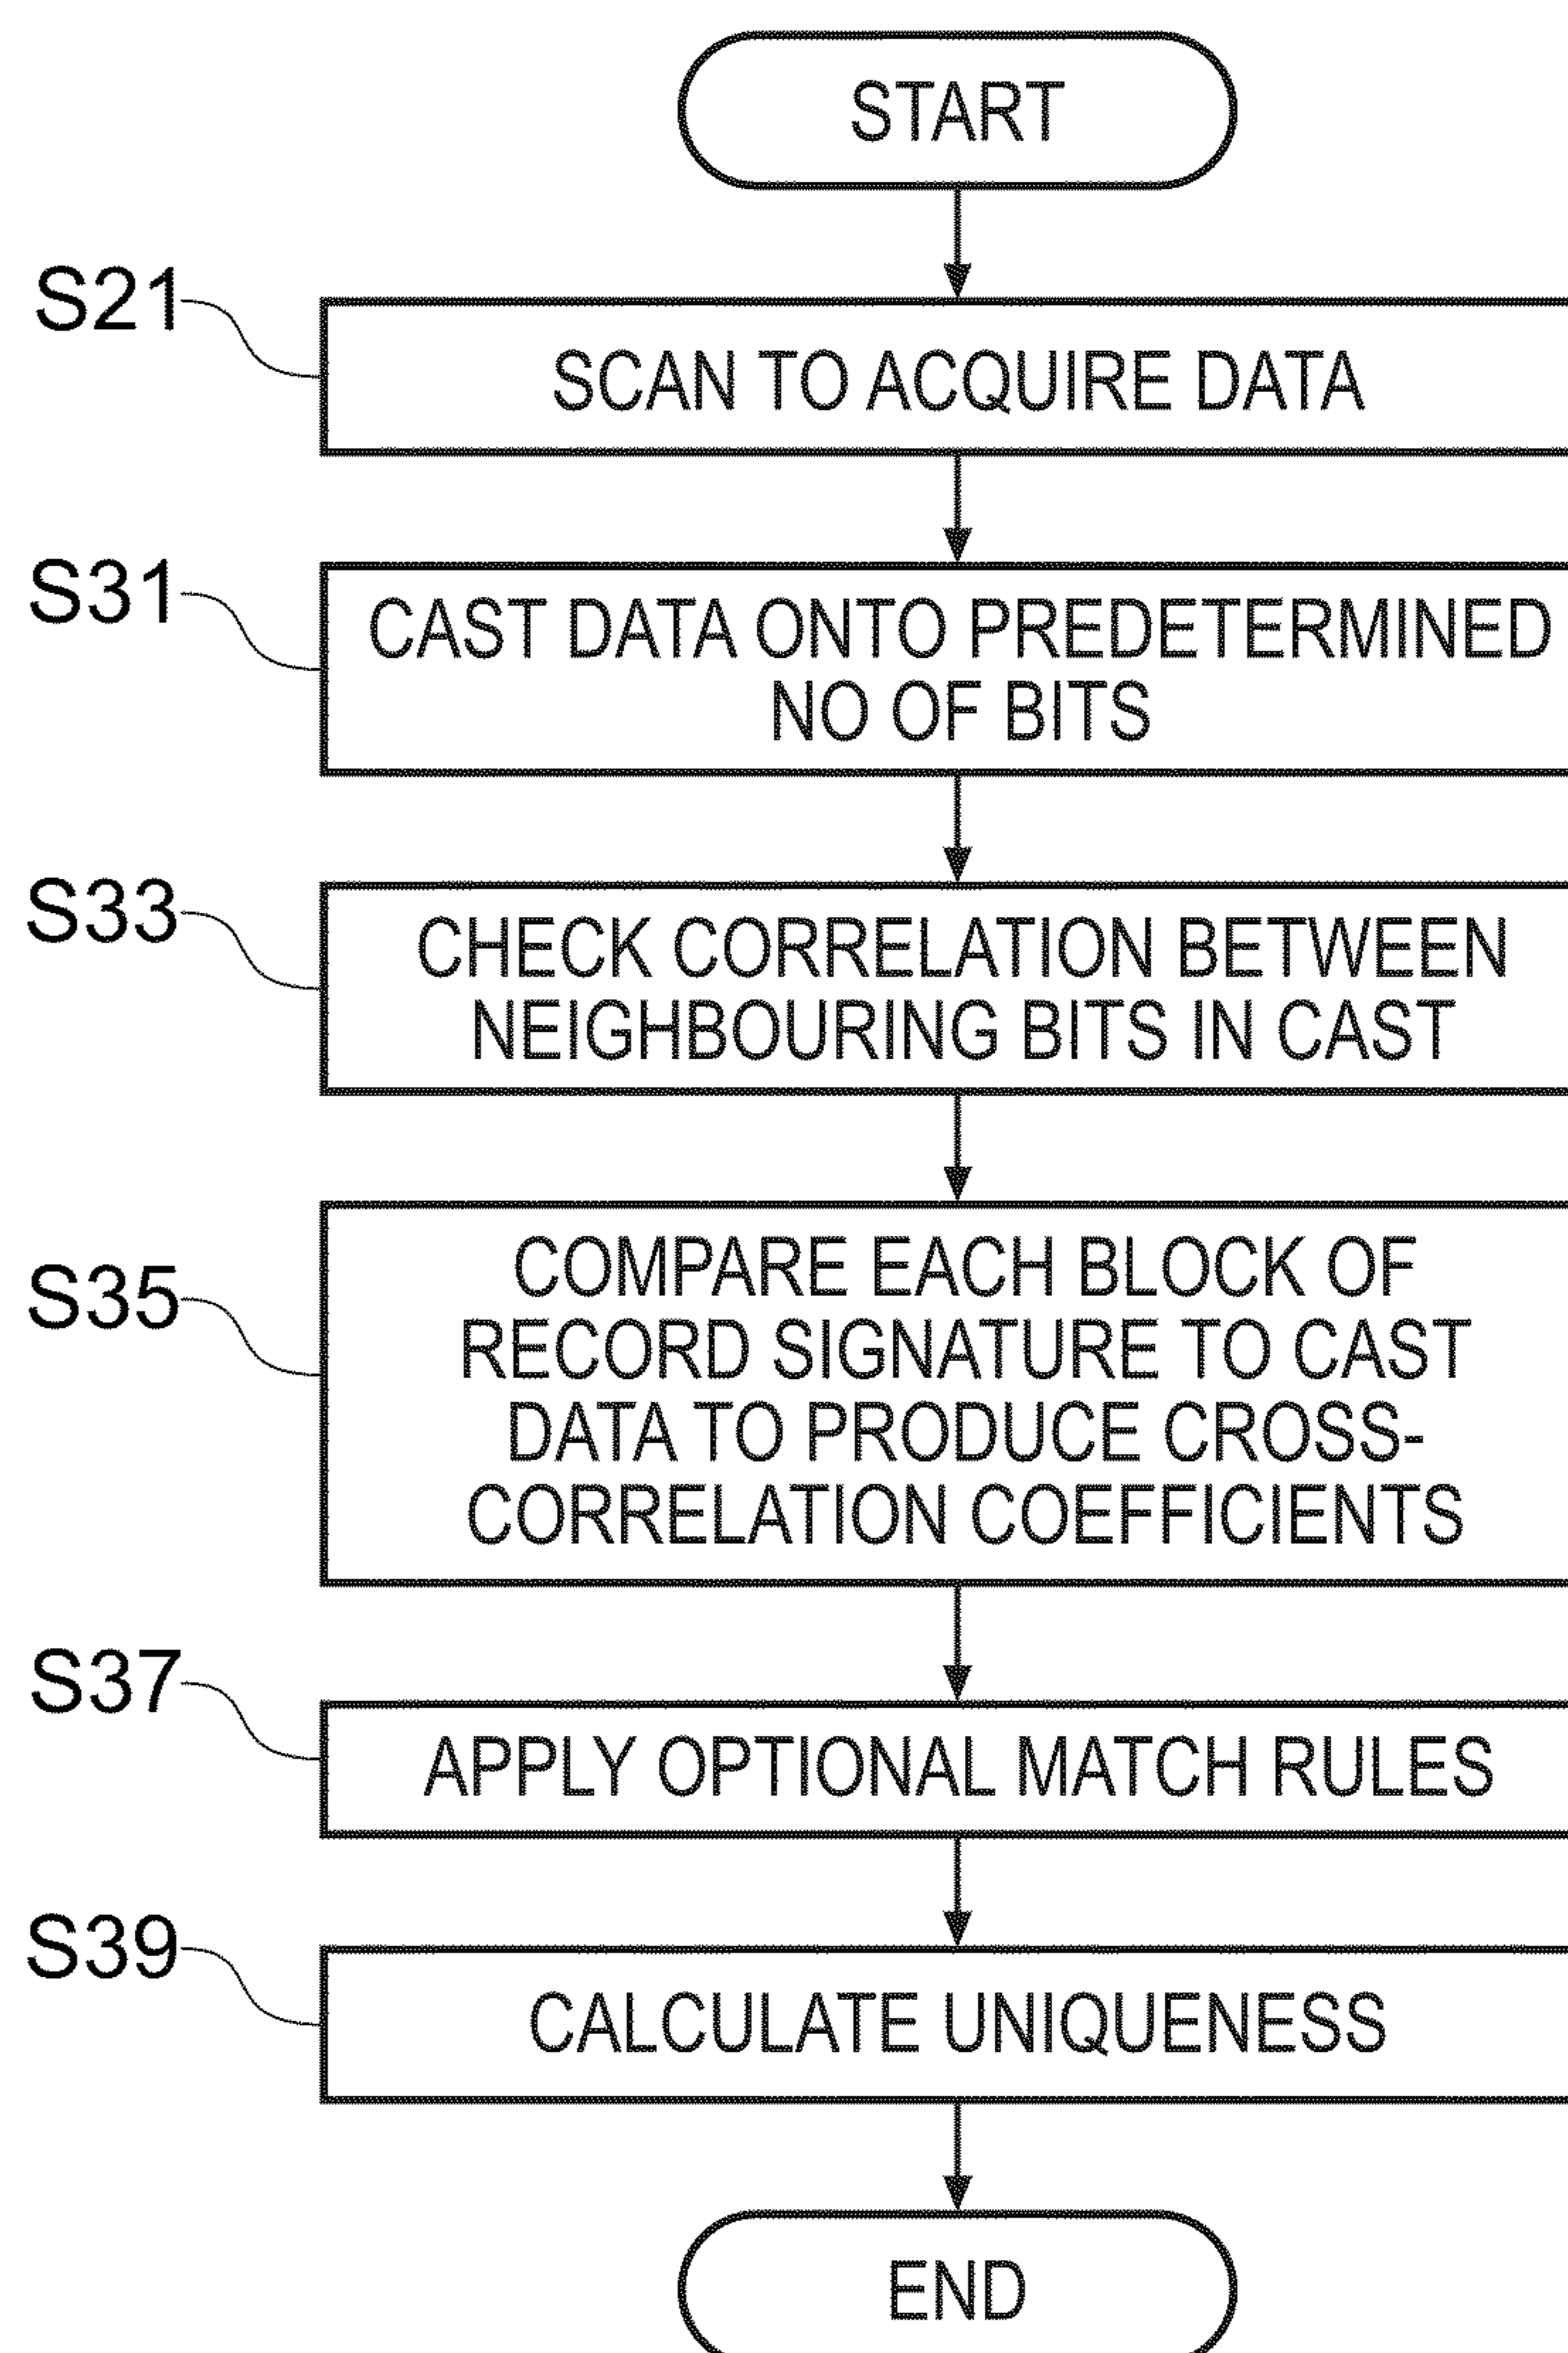 START
S21
SCAN TO ACQUIRE DATA
S31
CAST DATA ONTO PREDETERMINED
NO OF BITS
S33
CHECK CORRELATION BETWEEN
NEIGHBOURING BITS IN CAST
S35
COMPARE EACH BLOCK OF
RECORD SIGNATURE TO CAST
DATA TO PRODUCE CROSS-
CORRELATION COEFFICIENTS
S37
APPLY OPTIONAL MATCH RULES
S39
CALCULATE UNIQUENESS
END